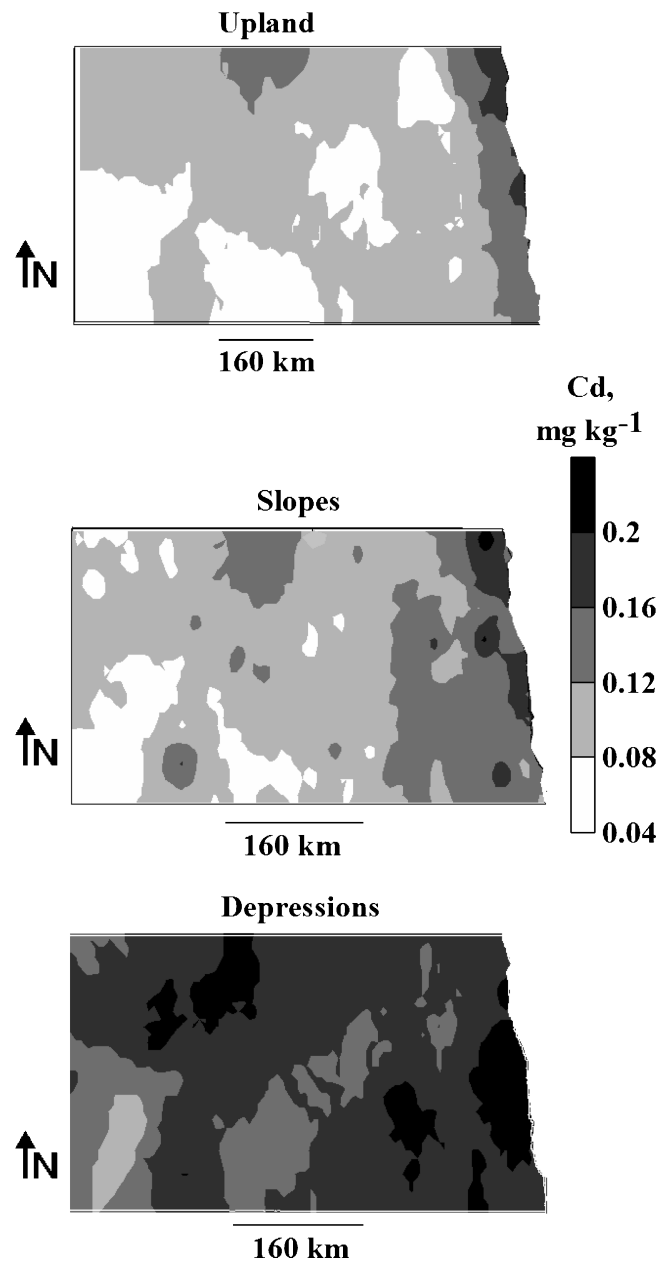 Upland
N
160 km
Cd,
mg kg-1
Slopes
0.2
0.16
0.12
0.08
0.04
N
160 km
Depressions
N
160 km